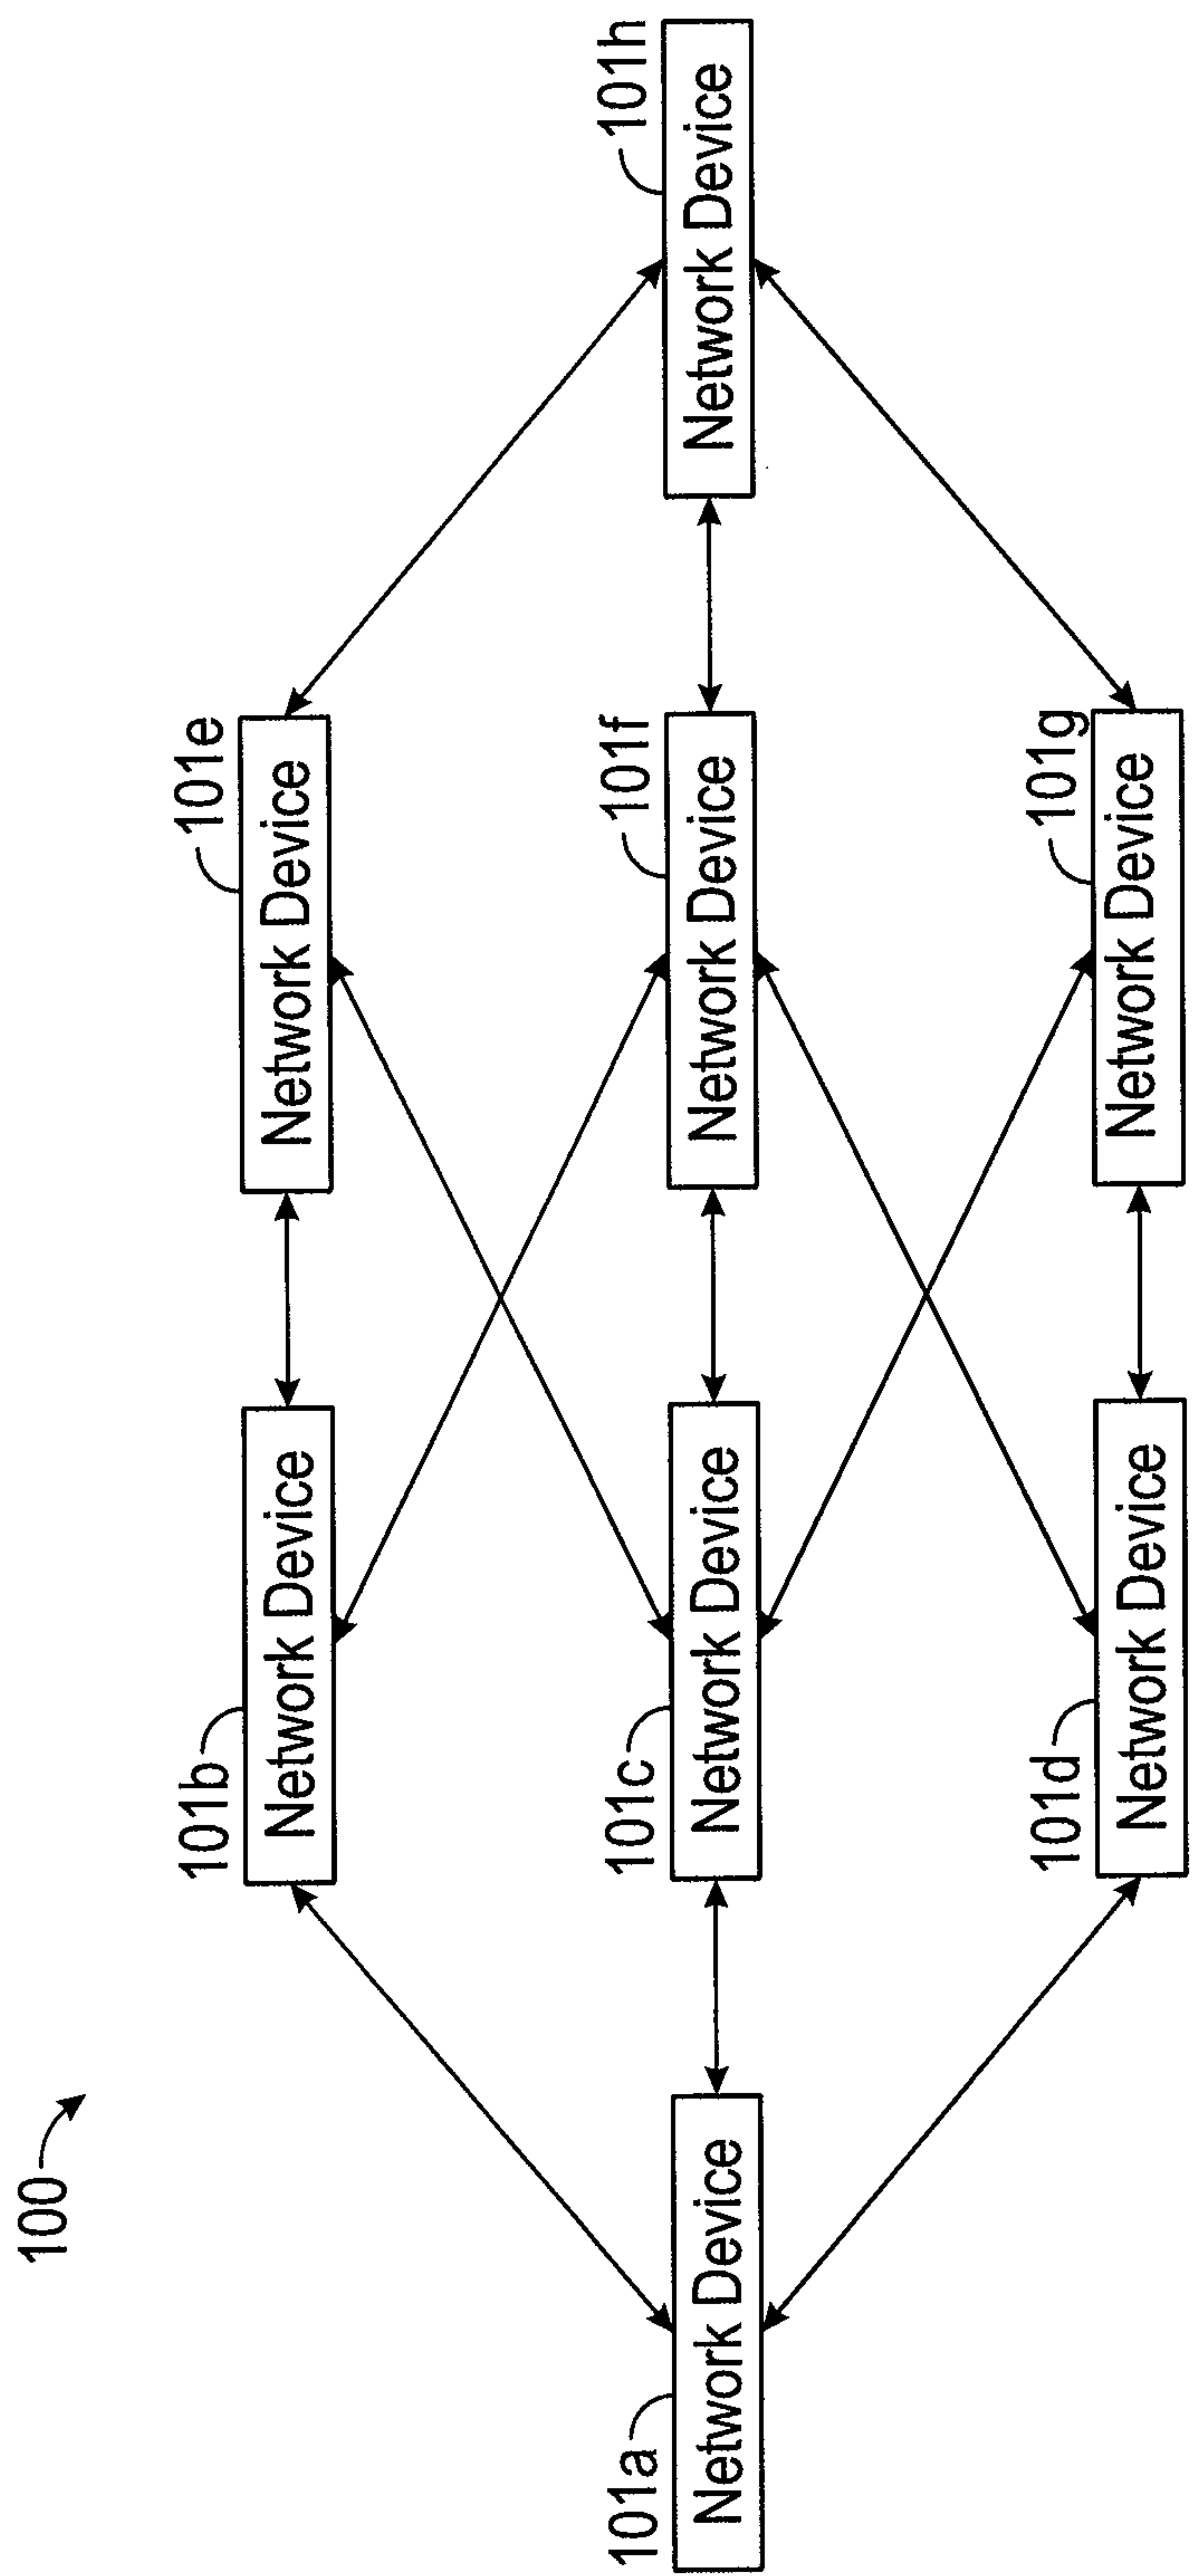 100
101a
Network Device
101b
Network Device
101c
Network Device
101d
Network Device
101e
Network Device
101f
Network Device
101g
Network Device
101h
Network Device